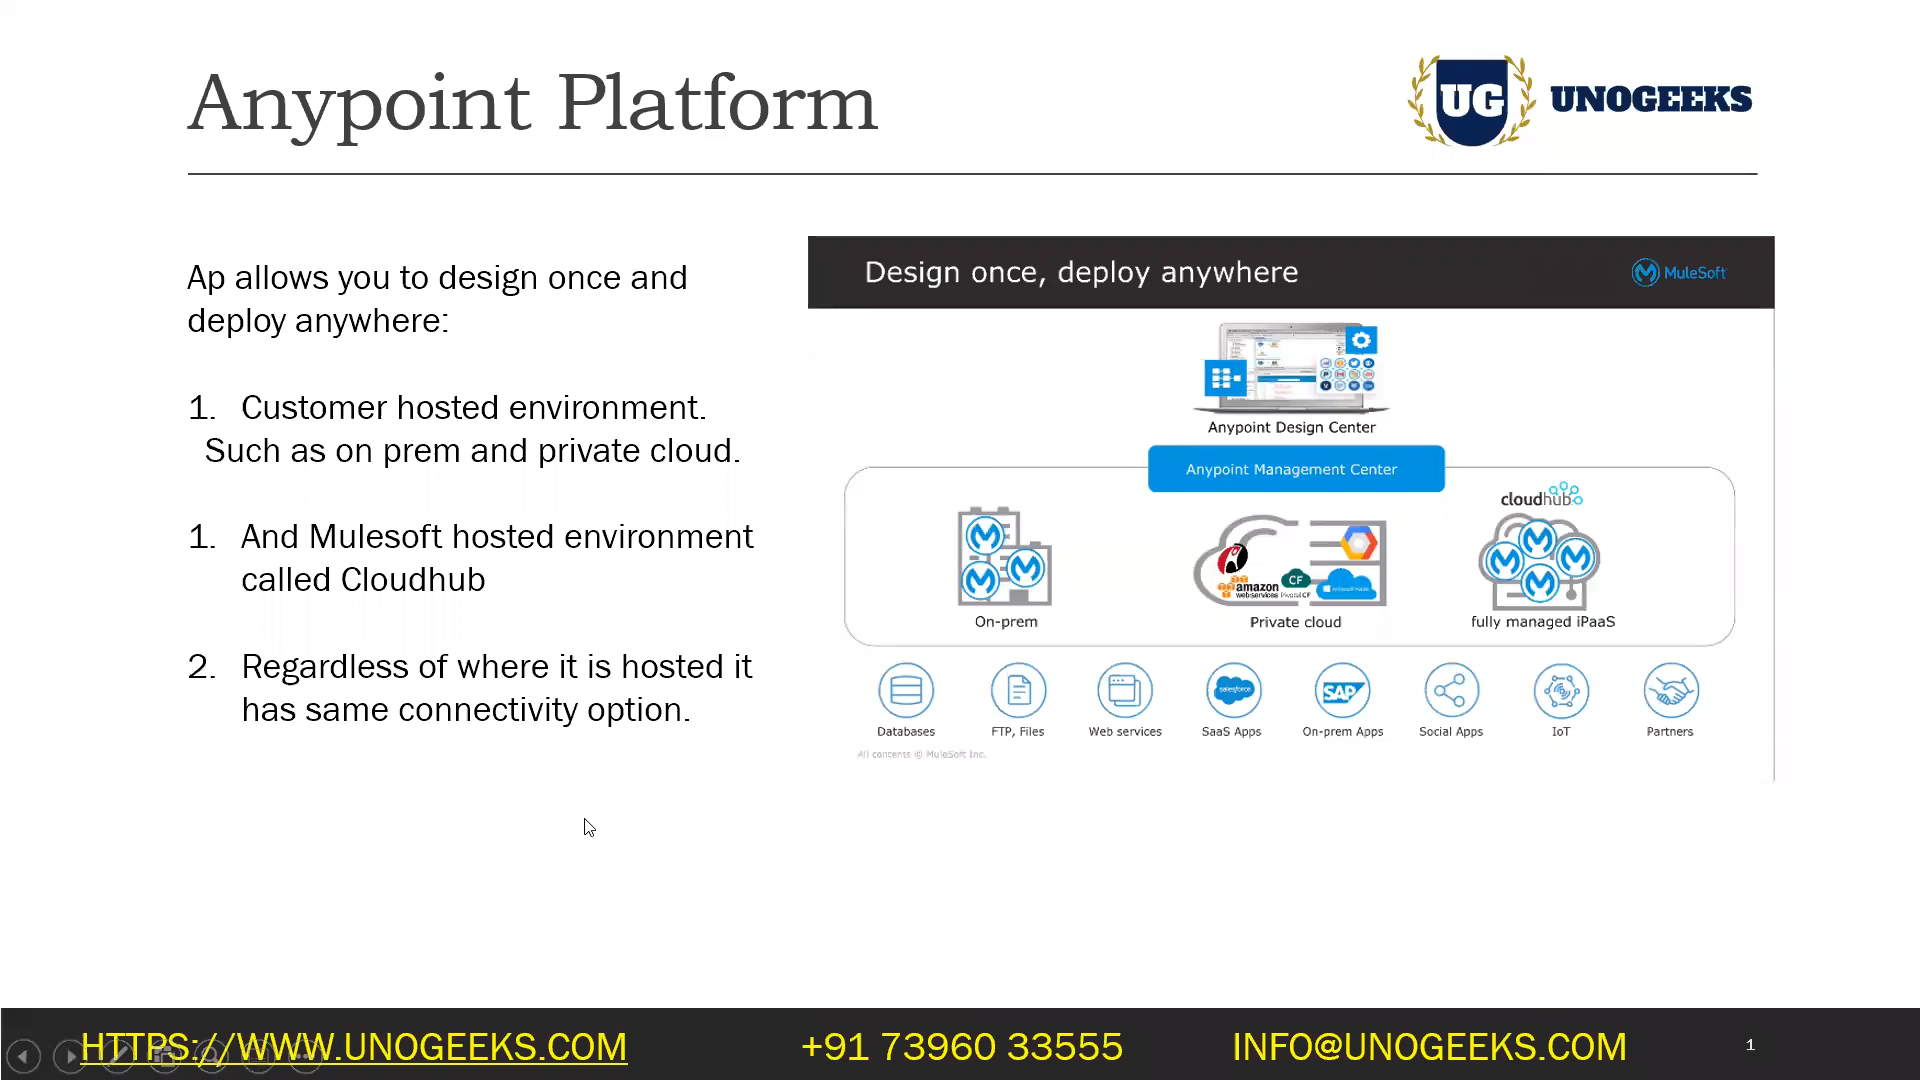 Anypoint Platform
UG UNOGEEKS
Ap allows you to design once and
deploy anywhere:
1. Customer hosted environment.
Such as on prem and private cloud.
1. And Mulesoft hosted environment
called Cloudhub
2. Regardless of where it is hosted it
has same connectivity option.
Design once, deploy anywhere
MuleSoft
Anypoint Design Center
Anypoint Management Center
cloudhub
amazon
webservices
Pivotal CF
CF
On-prem
Private cloud
fully managed iPaaS
salesforce
SAP
Databases
FTP, Files
Web services
SaaS Apps
On-prem Apps
Social Apps
IoT
Partners
All contents © MuleSoft Inc.
HTTPS://WWW.UNOGEEKS.COM
+91 73960 33555
INFO@UNOGEEKS.COM
1